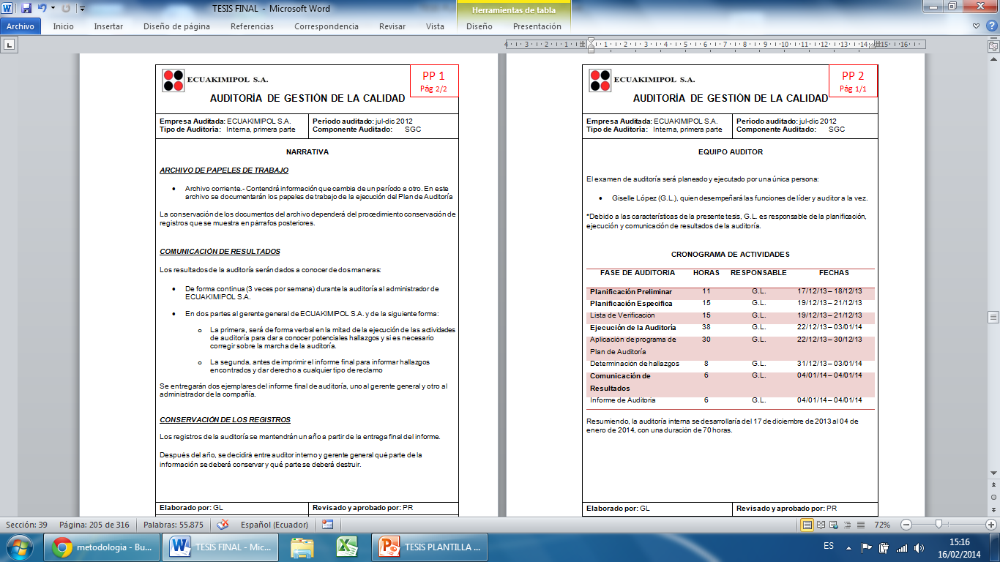 TESIS FINAL - Microsoft Word
Herramientas de tabla
Archivo Inicio Insertar Diseño de página Referencias Correspondencia Revisar Vista Diseño Presentación
4 3 2 1 1 2 3 4 5 6 7 8 9 10 11 12 13 14 15 16
ECUAKIMIPOL S.A.
PP 1
Pág 2/2
AUDITORÍA DE GESTIÓN DE LA CALIDAD
Empresa Auditada: ECUAKIMIPOL S.A.
Tipo de Auditoría: Interna, primera parte
Período auditado: jul-dic 2012
Componente Auditado: SGC
NARRATIVA
ARCHIVO DE PAPELES DE TRABAJO
• Archivo corriente.- Contendrá información que cambia de un período a otro. En este
archivo se documentarán los papeles de trabajo de la ejecución del Plan de Auditoría
La conservación de los documentos del archivo dependerá del procedimiento conservación de
registros que se muestra en párrafos posteriores.
COMUNICACIÓN DE RESULTADOS
Los resultados de la auditoría serán dados a conocer de dos maneras:
• De forma continua (3 veces por semana) durante la auditoría al administrador de
ECUAKIMIPOL S.A.
• En dos partes al gerente general de ECUAKIMIPOL S.A. y de la siguiente forma:
o La primera, será de forma verbal en la mitad de la ejecución de las actividades
de auditoría para dar a conocer potenciales hallazgos y si es necesario
corregir sobre la marcha de la auditoría.
o La segunda, antes de imprimir el informe final para informar hallazgos
encontrados y dar derecho a cualquier tipo de reclamo
Se entregarán dos ejemplares del informe final de auditoría, uno al gerente general y otro al
administrador de la compañía.
CONSERVACIÓN DE LOS REGISTROS
Los registros de la auditoría se mantendrán un año a partir de la entrega final del informe.
Después del año, se decidirá entre auditor interno y gerente general qué parte de la
información se deberá conservar y qué parte se deberá destruir.
Elaborado por: GL
Revisado y aprobado por: PR
ECUAKIMIPOL S.A.
PP 2
Pág 1/1
AUDITORÍA DE GESTIÓN DE LA CALIDAD
Empresa Auditada: ECUAKIMIPOL S.A.
Tipo de Auditoría: Interna, primera parte
Período auditado: jul-dic 2012
Componente Auditado: SGC
EQUIPO AUDITOR
El examen de auditoría será planeado y ejecutado por una única persona:
• Giselle López (G.L.), quien desempeñará las funciones de líder y auditor a la vez.
*Debido a las características de la presente tesis, G.L. es responsable de la planificación,
ejecución y comunicación de resultados de la auditoría.
CRONOGRAMA DE ACTIVIDADES
FASE DE AUDITORIA HORAS RESPONSABLE FECHAS
Planificación Preliminar 11 G.L. 17/12/13 – 18/12/13
Planificación Específica 15 G.L. 19/12/13 – 21/12/13
Lista de Verificación 15 G.L. 19/12/13 – 21/12/13
Ejecución de la Auditoría 38 G.L. 22/12/13 – 03/01/14
Aplicación de programa de 30 G.L. 22/12/13 – 30/12/13
Plan de Auditoría
Determinación de hallazgos 8 G.L. 31/12/13 – 03/01/14
Comunicación de 6 G.L. 04/01/14 – 04/01/14
Resultados
Informe de Auditoría 6 G.L. 04/01/14 – 04/01/14
Resumiendo, la auditoría interna se desarrollaría del 17 de diciembre de 2013 al 04 de
enero de 2014, con una duración de 70 horas.
Elaborado por: GL
Revisado y aprobado por: PR
Sección: 39 Página: 205 de 316 Palabras: 55.875 Español (Ecuador) 72%
metodologia - Bu... TESIS FINAL - Mic... TESIS PLANTILLA ... ES 15:16
16/02/2014